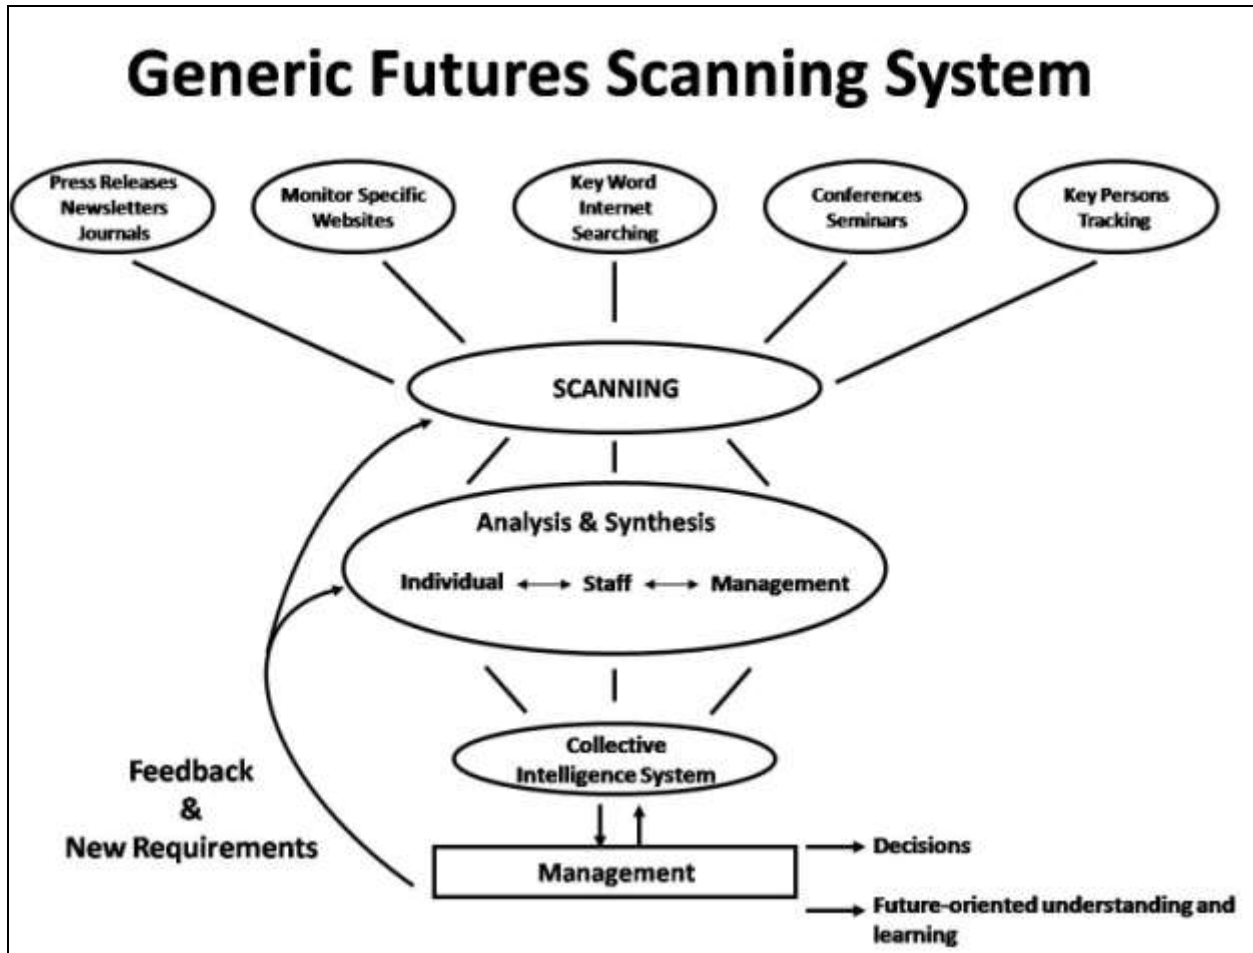 Generic Futures Scanning System
Press Releases
Newsletters
Journals
Monitor Specific
Websites
Key Word
Internet
Searching
Conferences
Seminars
Key Persons
Tracking
SCANNING
Analysis & Synthesis
Individual Staff Management
Collective
Intelligence System
Feedback
&
New Requirements
Management
Decisions
Future-oriented understanding and
learning